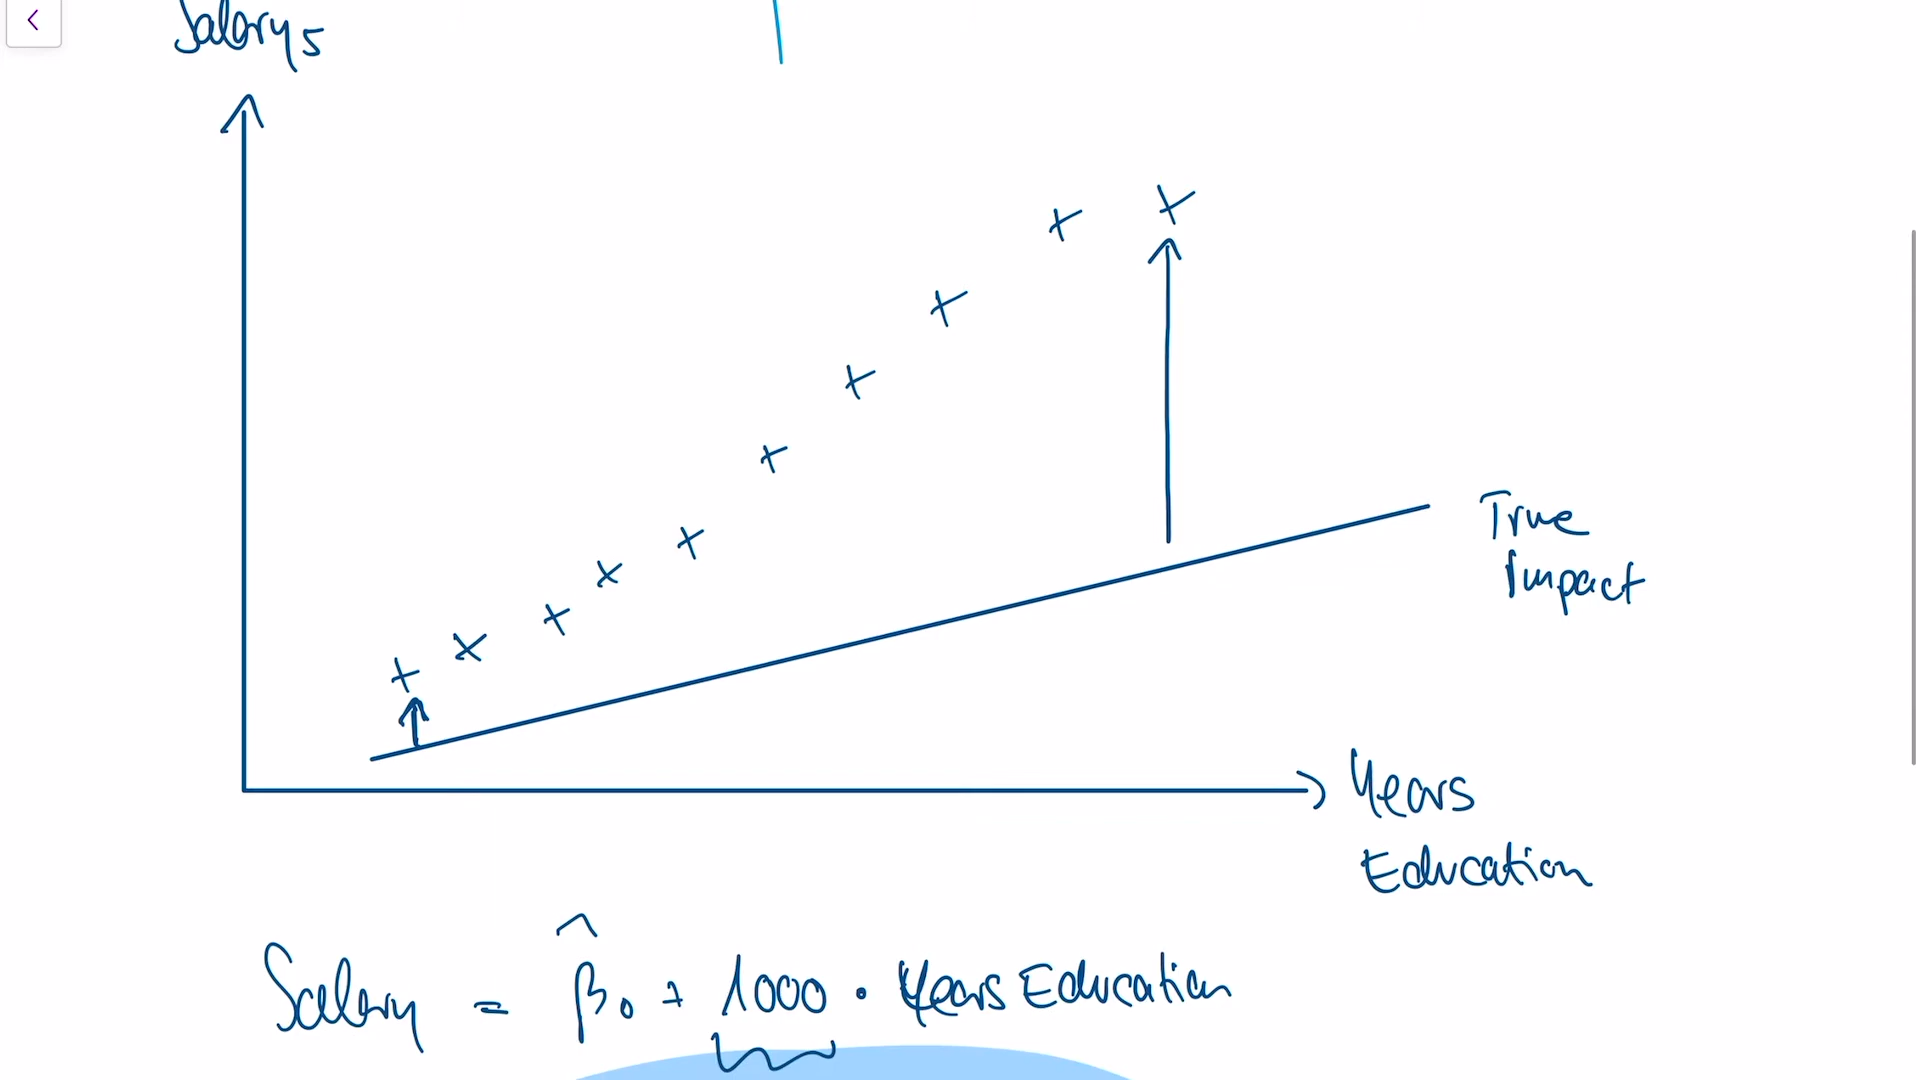 Salarys
True
Impact
Years
Education
Salary = β̂0 + 1000 · Years Education